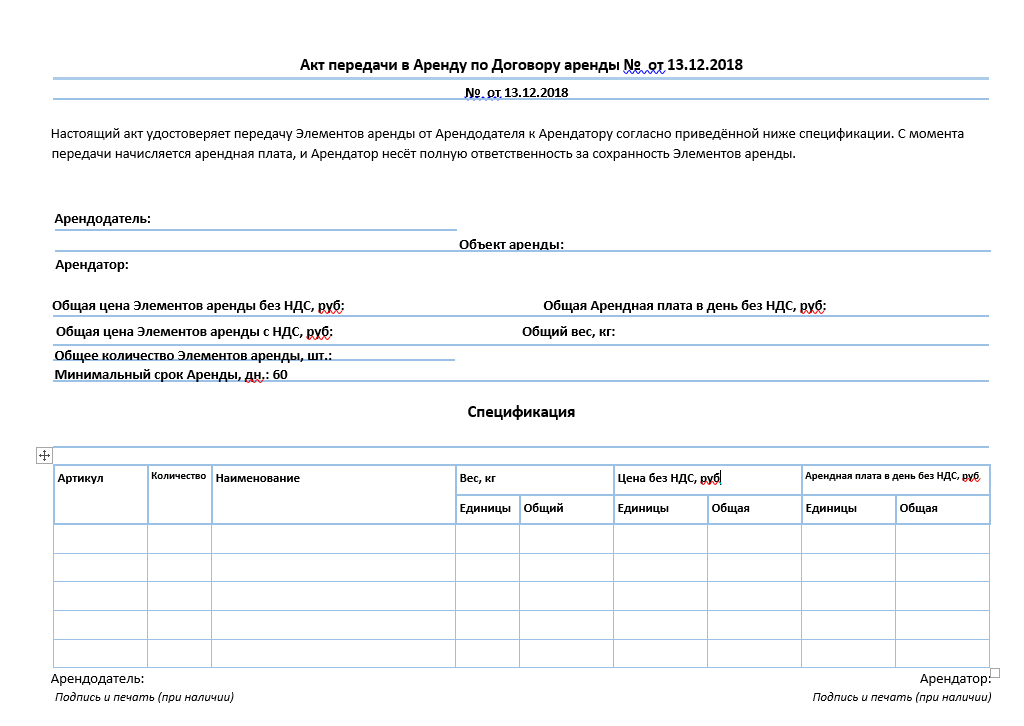 Акт передачи в Аренду по Договору аренды № от 13.12.2018
№ от 13.12.2018
Настоящий акт удостоверяет передачу Элементов аренды от Арендодателя к Арендатору согласно приведённой ниже спецификации. С момента
передачи начисляется арендная плата, и Арендатор несёт полную ответственность за сохранность Элементов аренды.
Арендодатель:
Объект аренды:
Арендатор:
Общая цена Элементов аренды без НДС, руб: Общая Арендная плата в день без НДС, руб:
Общая цена Элементов аренды с НДС, руб: Общий вес, кг:
Общее количество Элементов аренды, шт.:
Минимальный срок Аренды, дн.: 60
Спецификация
Артикул Количество Наименование Вес, кг Цена без НДС, руб Арендная плата в день без НДС, руб
Единицы Общий Единицы Общая Единицы Общая
Арендодатель: Арендатор:
Подпись и печать (при наличии) Подпись и печать (при наличии)